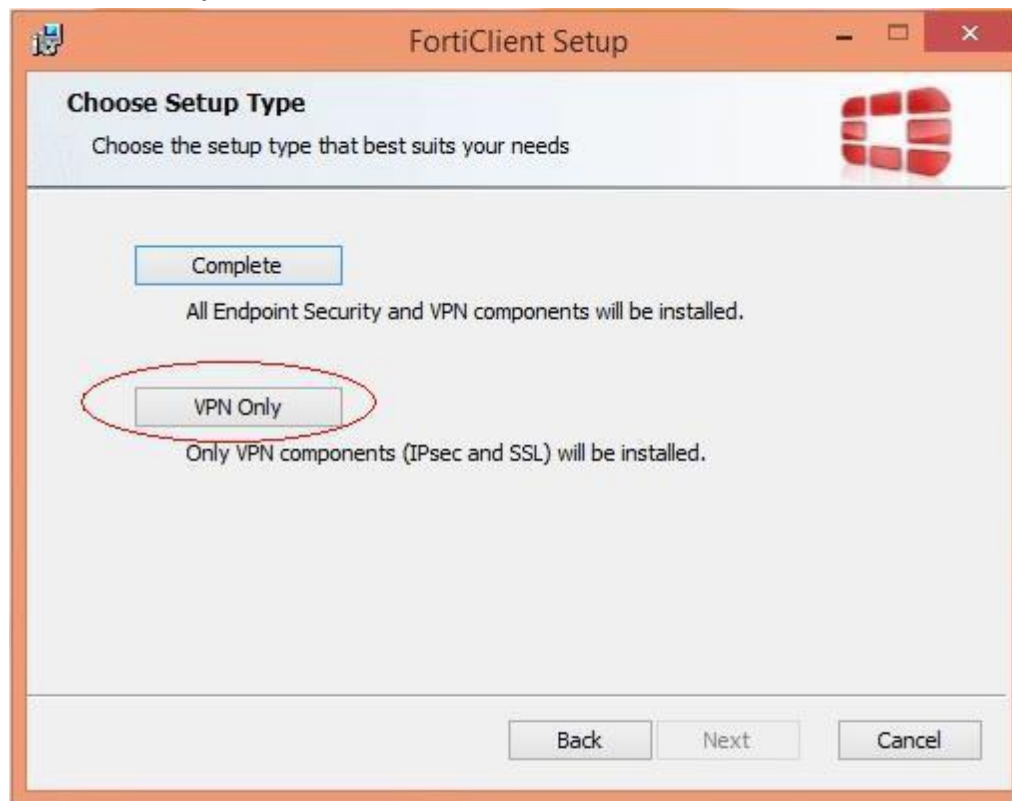 FortiClient Setup
Choose Setup Type
Choose the setup type that best suits your needs
Complete
All Endpoint Security and VPN components will be installed.
VPN Only
Only VPN components (IPsec and SSL) will be installed.
Back Next Cancel